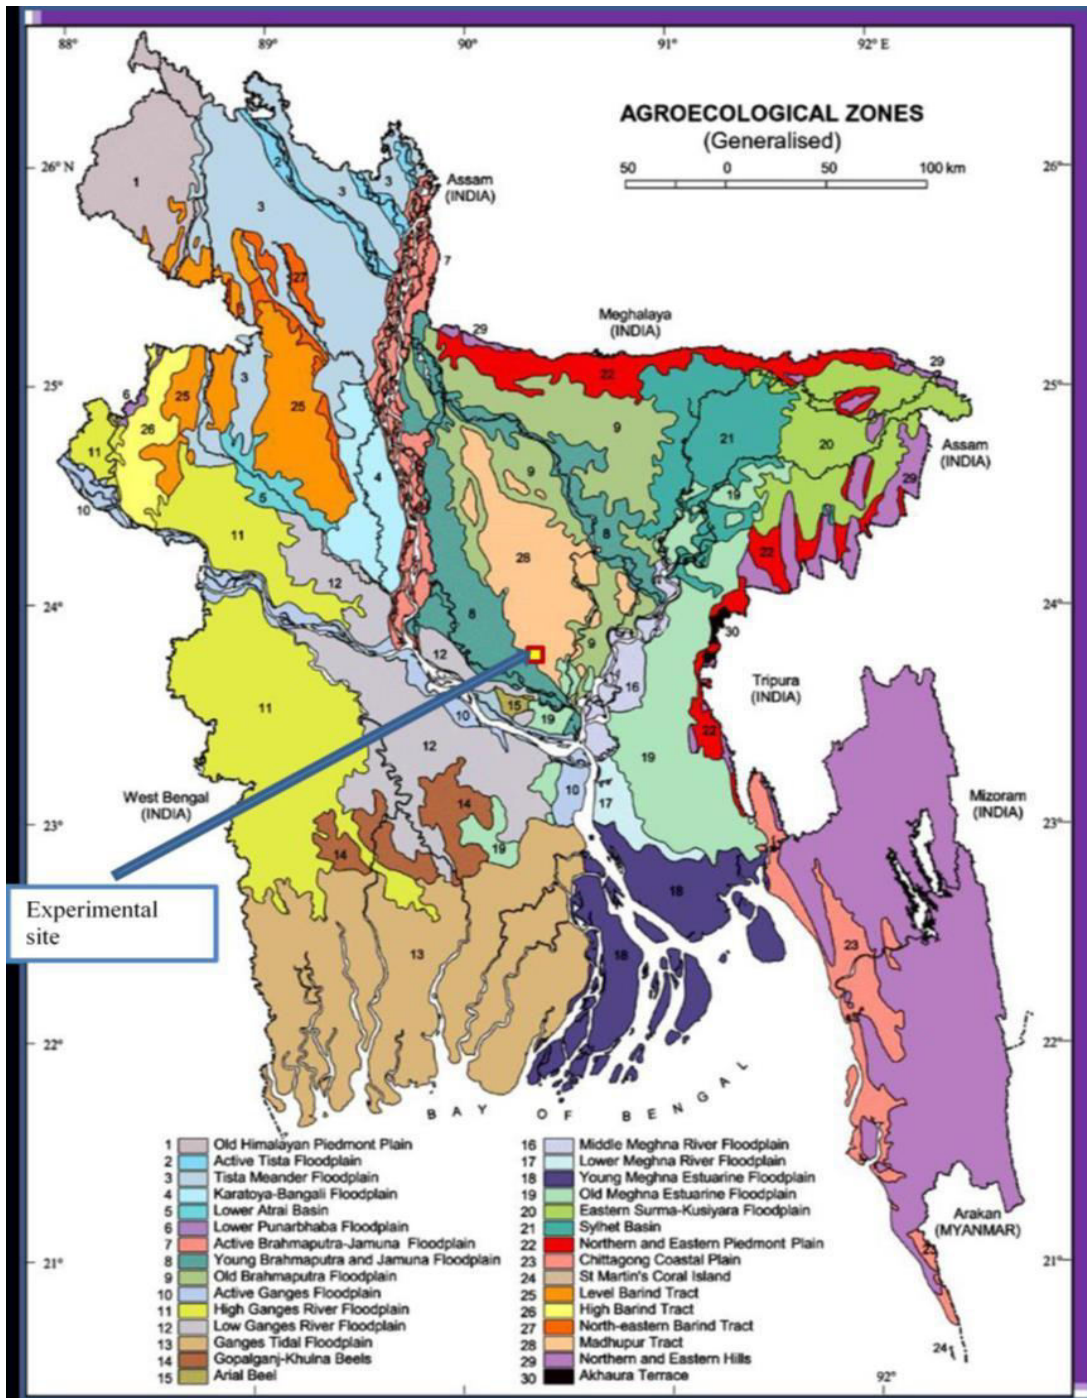 88° 89° 90° 91° 92° E
AGROECOLOGICAL ZONES
(Generalised)
50 0 50 100 km
26° N
26°
Assam
(INDIA)
Meghalaya
(INDIA)
25°
25°
Assam
(INDIA)
24°
24°
Tripura
(INDIA)
West Bengal
(INDIA)
Mizoram
(INDIA)
23°
23°
Experimental
site
22°
22°
BAY OF BENGAL
Arakan
(MYANMAR)
21°
21°
92°
1 Old Himalayan Piedmont Plain
2 Active Tista Floodplain
3 Tista Meander Floodplain
4 Karatoya-Bangali Floodplain
5 Lower Atrai Basin
6 Lower Punarbhaba Floodplain
7 Active Brahmaputra-Jamuna Floodplain
8 Young Brahmaputra and Jamuna Floodplain
9 Old Brahmaputra Floodplain
10 Active Ganges Floodplain
11 High Ganges River Floodplain
12 Low Ganges River Floodplain
13 Ganges Tidal Floodplain
14 Gopalganj-Khulna Beels
15 Arial Beel
16 Middle Meghna River Floodplain
17 Lower Meghna River Floodplain
18 Young Meghna Estuarine Floodplain
19 Old Meghna Estuarine Floodplain
20 Eastern Surma-Kusiyara Floodplain
21 Sylhet Basin
22 Northern and Eastern Piedmont Plain
23 Chittagong Coastal Plain
24 St Martin's Coral Island
25 Level Barind Tract
26 High Barind Tract
27 North-eastern Barind Tract
28 Madhupur Tract
29 Northern and Eastern Hills
30 Akhaura Terrace